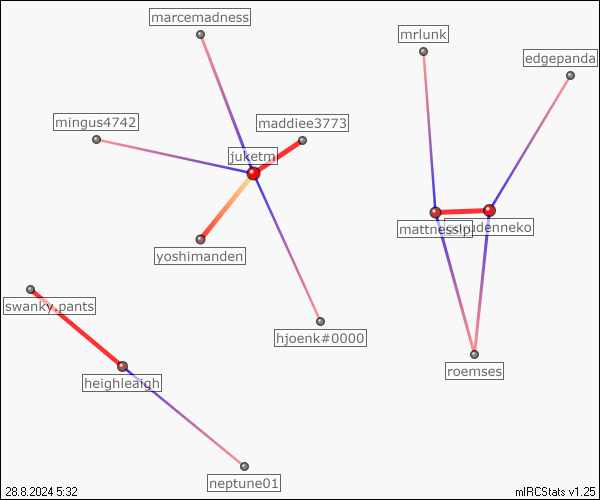 marcemadness
mrlunk
edgepanda
mingus4742
maddiee3773
juketm
mattnesslp
yoshimanden
swanky.pants
hjoenk#0000
roemses
heighleaigh
neptune01
28.8.2024 5:32
mIRCStats v1.25